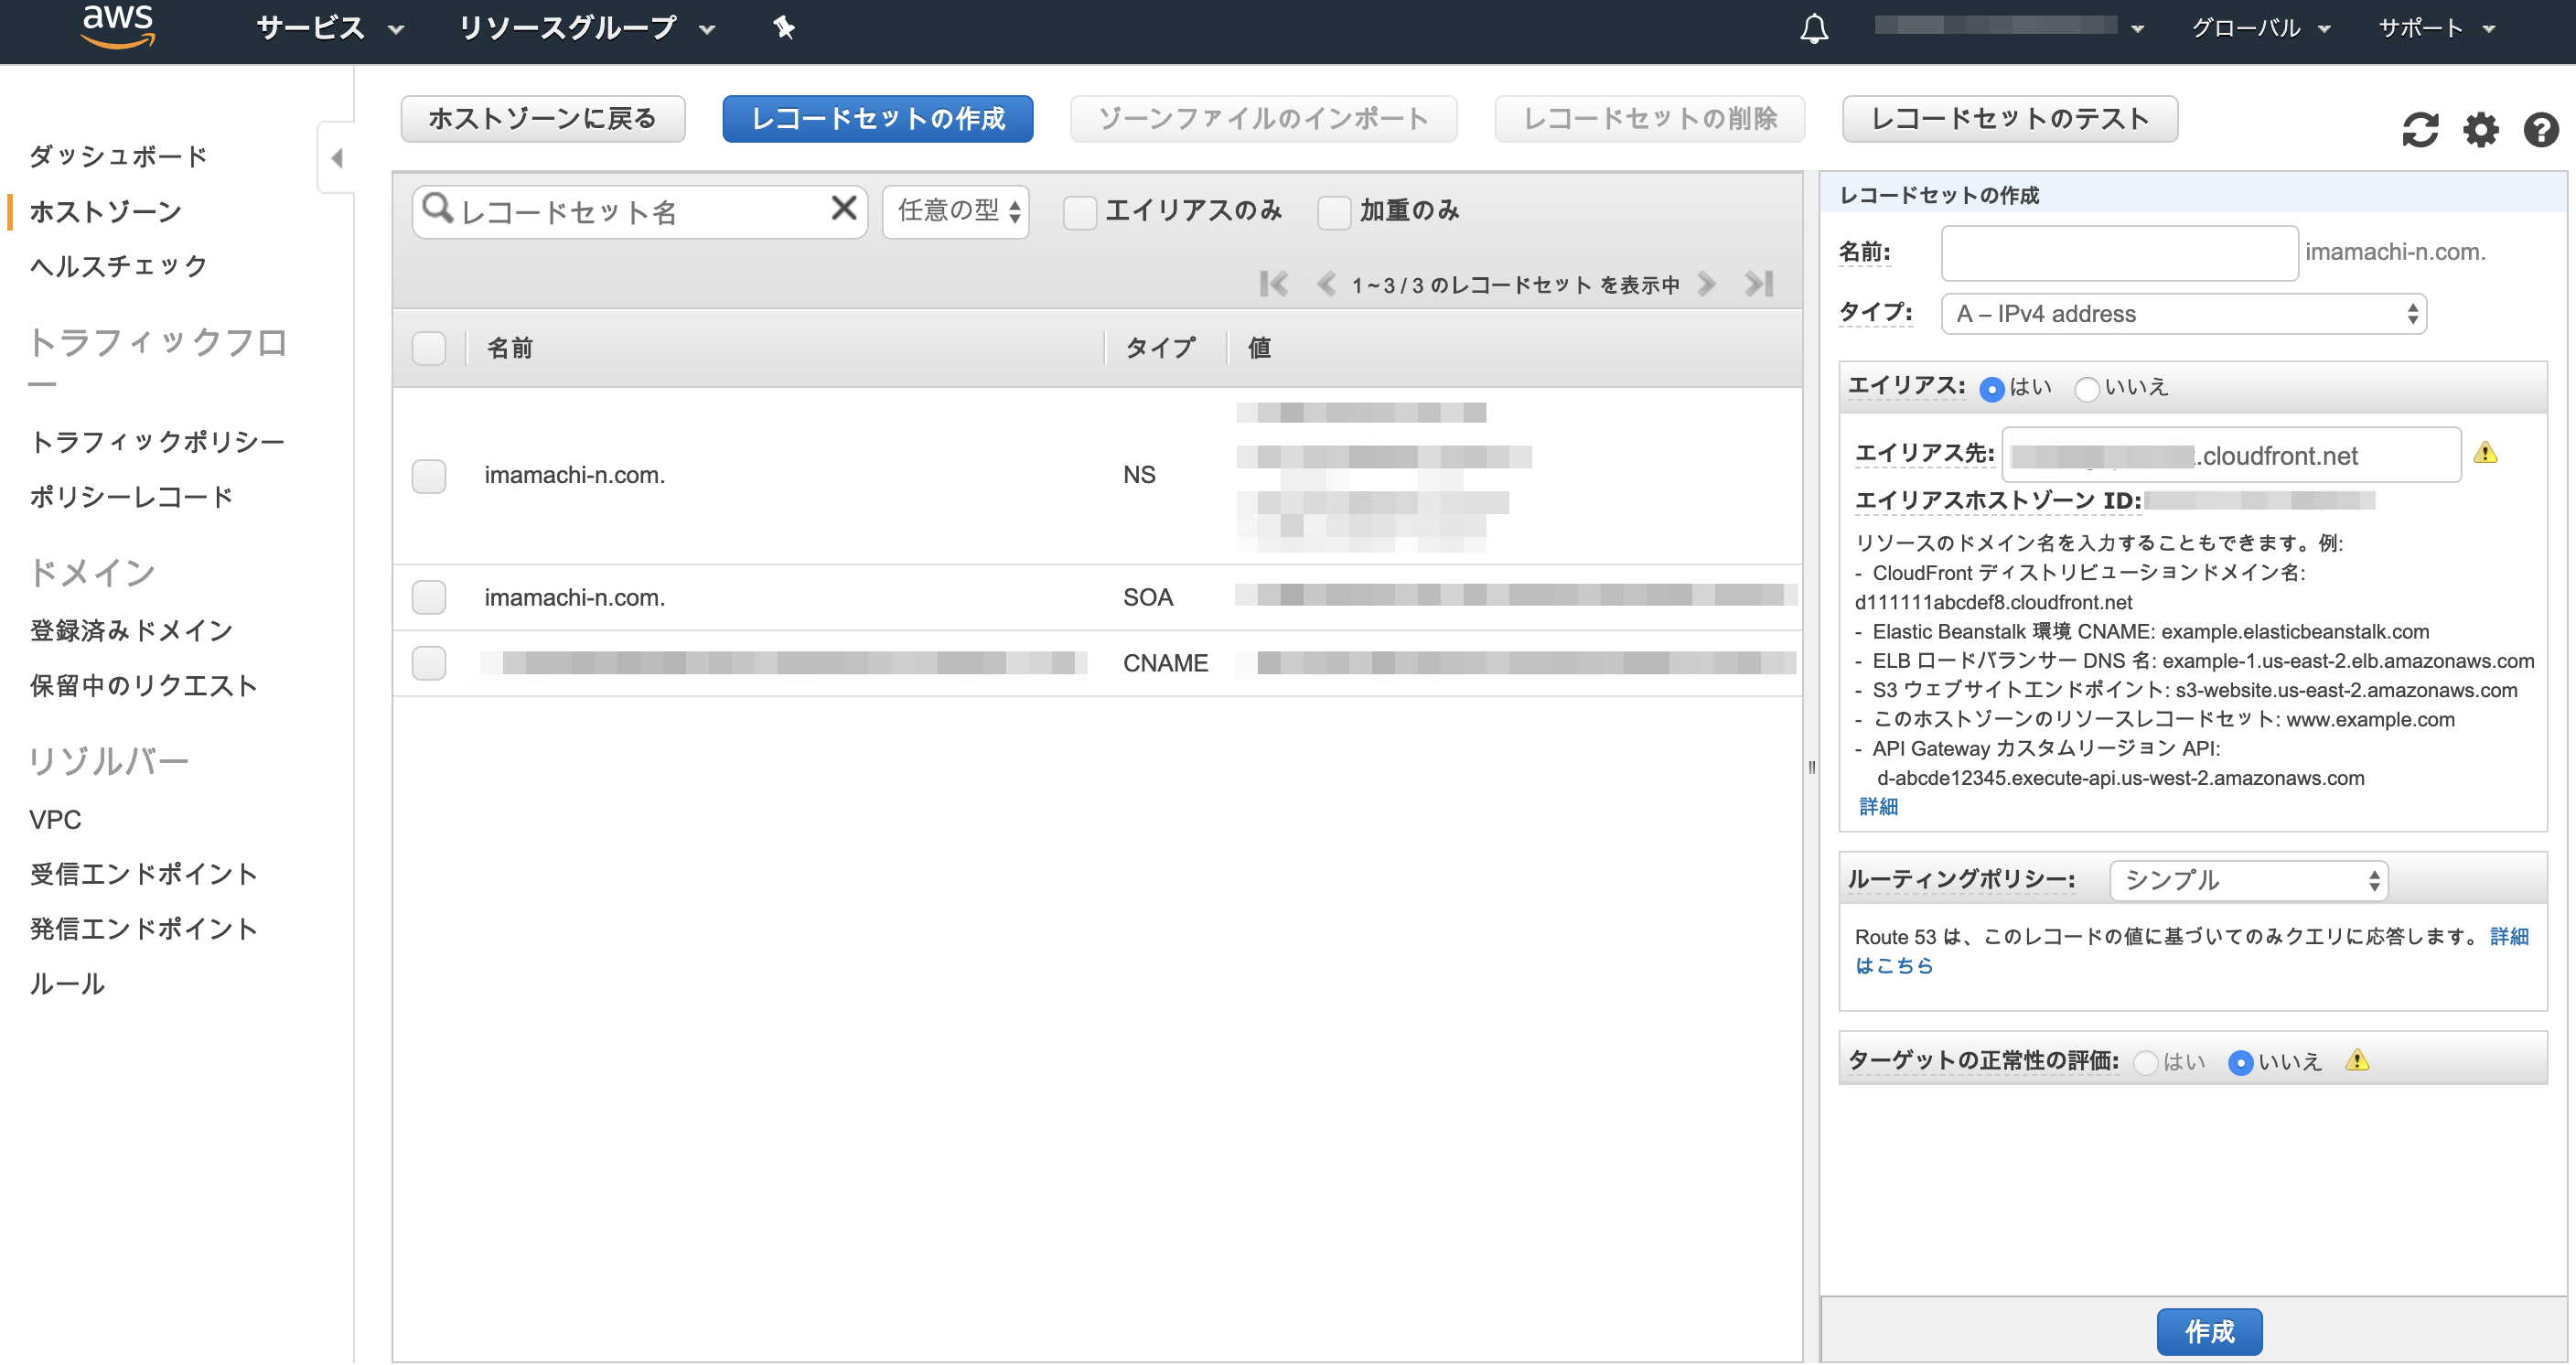 aws
サービス
リソースグループ
グローバル
サポート
ダッシュボード
ホストゾーン
ヘルスチェック
トラフィックフロ
ー
トラフィックポリシー
ポリシーレコード
ドメイン
登録済みドメイン
保留中のリクエスト
リゾルバー
VPC
受信エンドポイント
発信エンドポイント
ルール
ホストゾーンに戻る
レコードセットの作成
ゾーンファイルのインポート
レコードセットの削除
レコードセットのテスト
レコードセット名
任意の型
エイリアスのみ
加重のみ
1 ~ 3 / 3 のレコードセット を表示中
名前 タイプ 値
imamachi-n.com. NS
imamachi-n.com. SOA
CNAME
レコードセットの作成
名前: imamachi-n.com.
タイプ: A – IPv4 address
エイリアス: はい いいえ
エイリアス先: .cloudfront.net
エイリアスホストゾーン ID:
リソースのドメイン名を入力することもできます。例:
- CloudFront ディストリビューションドメイン名:
d111111abcdef8.cloudfront.net
- Elastic Beanstalk 環境 CNAME: example.elasticbeanstalk.com
- ELB ロードバランサー DNS 名: example-1.us-east-2.elb.amazonaws.com
- S3 ウェブサイトエンドポイント: s3-website.us-east-2.amazonaws.com
- このホストゾーンのリソースレコードセット: www.example.com
- API Gateway カスタムリージョン API:
d-abcde12345.execute-api.us-west-2.amazonaws.com
詳細
ルーティングポリシー: シンプル
Route 53 は、このレコードの値に基づいてのみクエリに応答します。 詳細
はこちら
ターゲットの正常性の評価: はい いいえ
作成